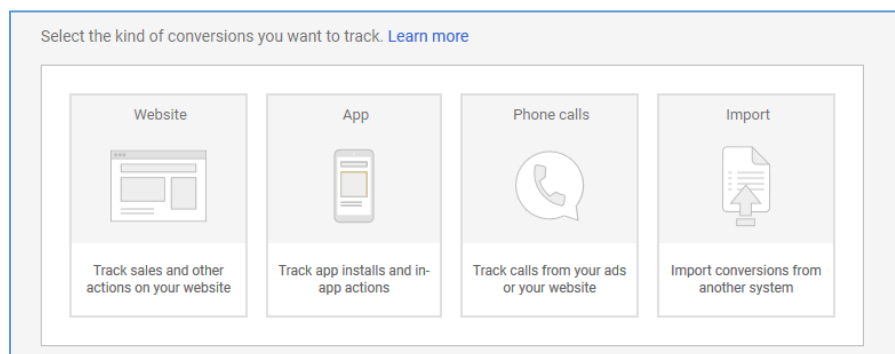 Select the kind of conversions you want to track. Learn more
Website
App
Phone calls
Import
Track sales and other
actions on your website
Track app installs and in-
app actions
Track calls from your ads
or your website
Import conversions from
another system